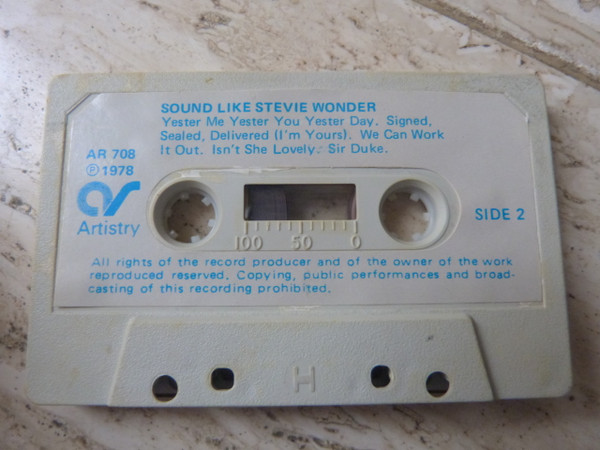 SOUND LIKE STEVIE WONDER
Yester Me Yester You Yester Day. Signed,
Sealed, Delivered (I'm Yours). We Can Work
It Out. Isn't She Lovely. Sir Duke.
AR 708
℗1978
ar
Artistry
SIDE 2
100 50 0
All rights of the record producer and of the owner of the work
reproduced reserved. Copying, public performances and broad-
casting of this recording prohibited.
H